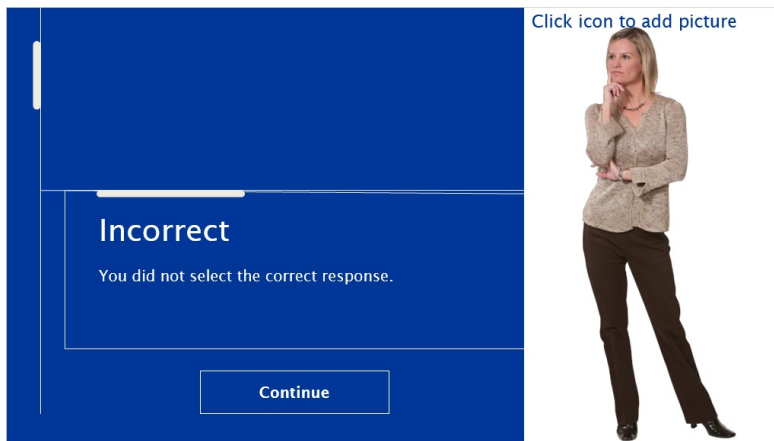 Click icon to add picture
Incorrect
You did not select the correct response.
Continue